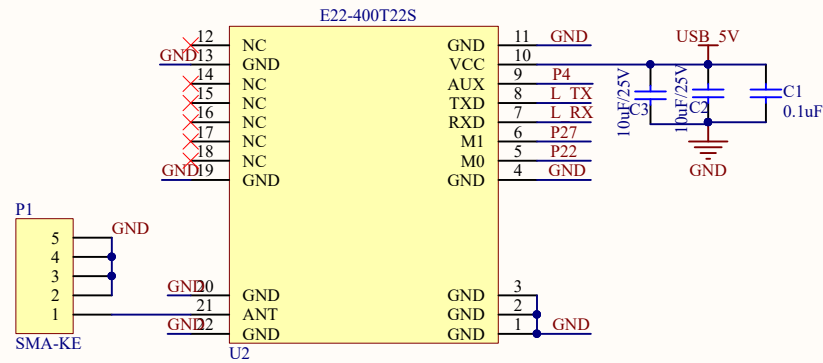 E22-400T22S
12 NC GND 11 GND
GND 13 GND VCC 10 USB_5V
14 NC AUX 9 P4
15 NC TXD 8 L_TX
16 NC RXD 7 L_RX
17 NC M1 6 P27
18 NC M0 5 P22
GND 19 GND GND 4 GND
10uF/25V
C3
10uF/25V
C2
C1
0.1uF
GND
P1
GND
5
4
3
2
1
SMA-KE
GND 20 GND GND 3
21 ANT GND 2
GND 22 GND GND 1 GND
U2